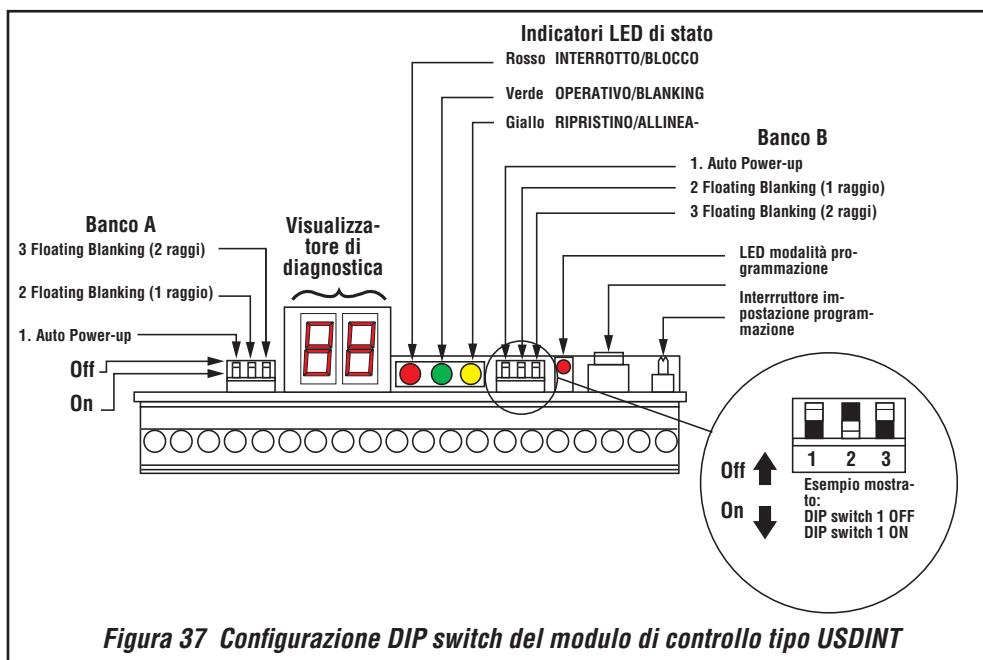 Indicatori LED di stato
Rosso INTERROTTO/BLOCCO
Verde OPERATIVO/BLANKING
Giallo RIPRISTINO/ALLINEA-
Banco B
1. Auto Power-up
2 Floating Blanking (1 raggio)
3 Floating Blanking (2 raggi)
Banco A
3 Floating Blanking (2 raggi)
2 Floating Blanking (1 raggio)
1. Auto Power-up
Off
On
Visualizza-
tore di
diagnostica
88
LED modalità pro-
grammazione
Interrruttore im-
postazione program-
mazione
1 2 3
Off
On
Esempio mostra-
to:
DIP switch 1 OFF
DIP switch 1 ON
Figura 37 Configurazione DIP switch del modulo di controllo tipo USDINT